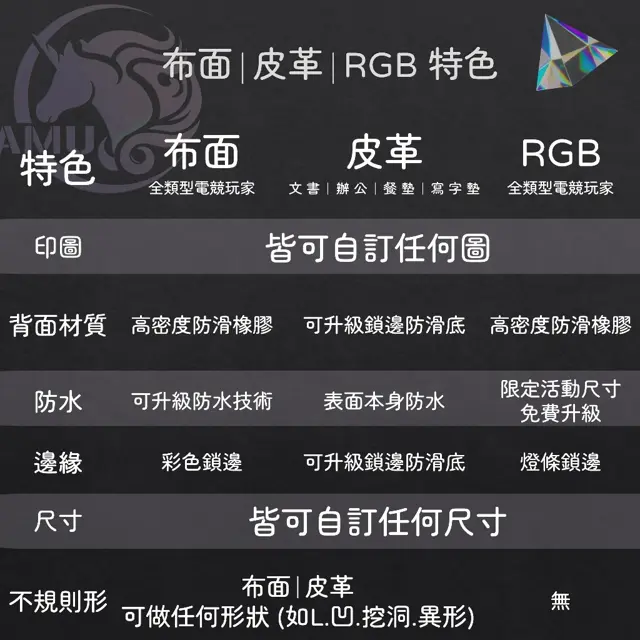 布面|皮革|RGB 特色
AMU
特色 布面 皮革 RGB
全類型電競玩家 文書|辦公|餐墊|寫字墊 全類型電競玩家
印圖 皆可自訂任何圖
背面材質 高密度防滑橡膠 可升級鎖邊防滑底 高密度防滑橡膠
防水 可升級防水技術 表面本身防水 限定活動尺寸
免費升級
邊緣 彩色鎖邊 可升級鎖邊防滑底 燈條鎖邊
尺寸 皆可自訂任何尺寸
不規則形 布面|皮革 無
可做任何形狀 (如L.凹.挖洞.異形)